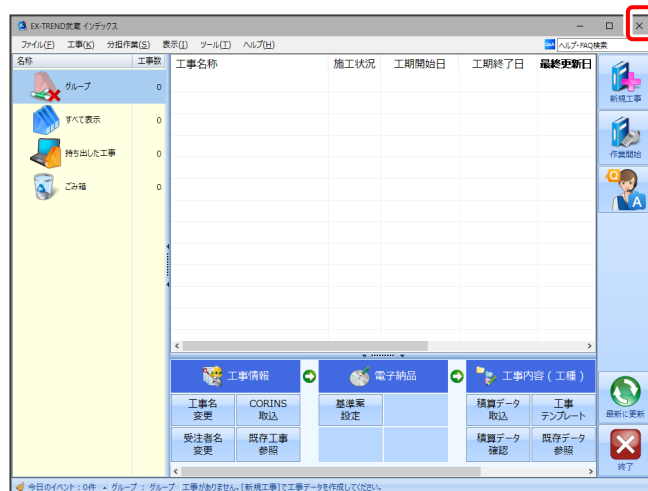 EX-TREND武蔵 インデックス
ファイル(F) 工事(K) 分担作業(S) 表示(I) ツール(T) ヘルプ(H) ヘルプ・FAQ検索
名称 工事数
グループ 0
すべて表示 0
持ち出した工事 0
ごみ箱 0
工事名称 施工状況 工期開始日 工期終了日 最終更新日
新規工事
作業開始
Q
A
最新に更新
終了
工事情報 電子納品 工事内容(工種)
工事名
変更
CORINS
取込
基準案
設定
積算データ
取込
工事
テンプレート
受注者名
変更
既存工事
参照
積算データ
確認
既存データ
参照
今日のイベント:0件 グループ : グループ 工事がありません。[新規工事]で工事データを作成してください。